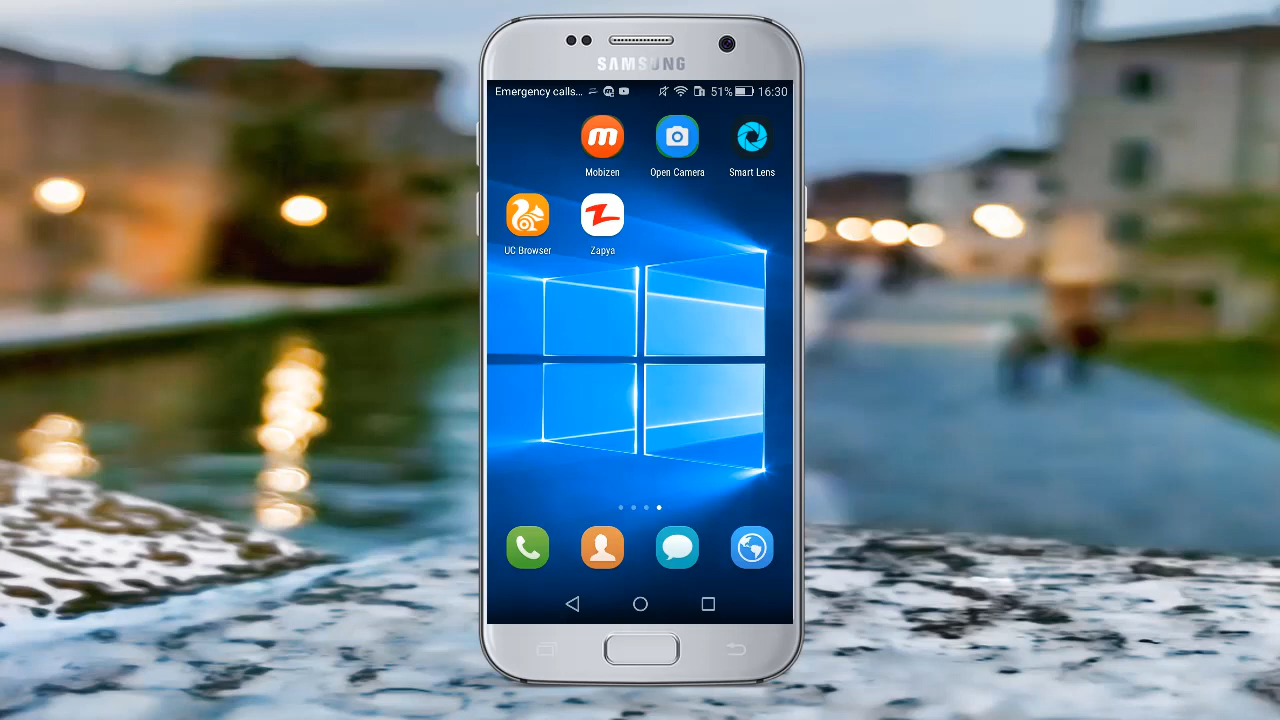 SAMSUNG
Emergency calls... 51% 16:30
Mobizen Open Camera Smart Lens
UC Browser Zapya